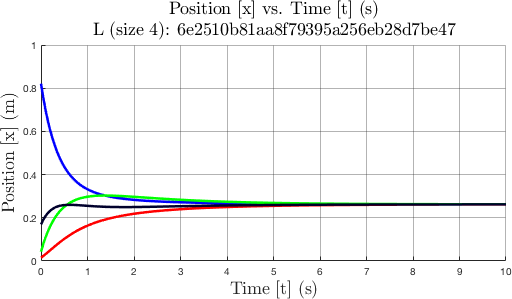 Position [x] vs. Time [t] (s)
L (size 4): 6e2510b81aa8f79395a256eb28d7be47
Position [x] (m)
1
0.8
0.6
0.4
0.2
0
0 1 2 3 4 5 6 7 8 9 10
Time [t] (s)